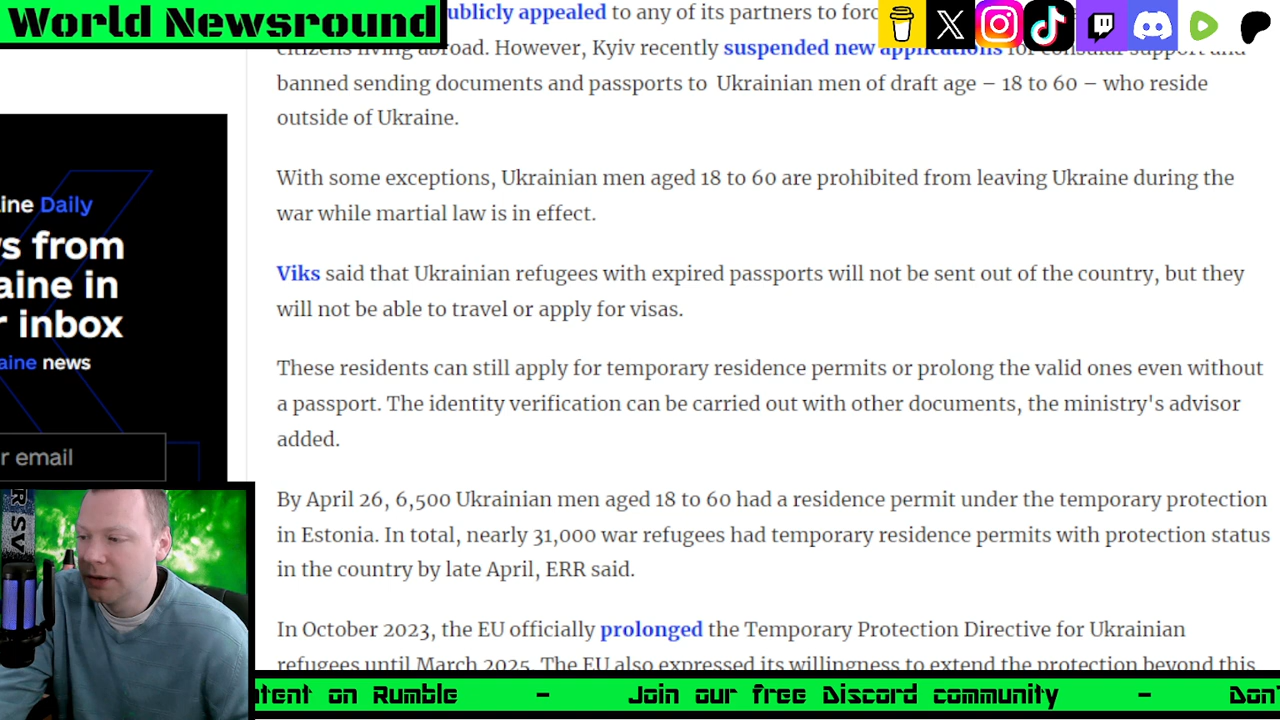 World Newsround
ublicly appealed to any of its partners to forc
citizens living abroad. However, Kyiv recently suspended new applications for consular support and
banned sending documents and passports to Ukrainian men of draft age – 18 to 60 – who reside
outside of Ukraine.
With some exceptions, Ukrainian men aged 18 to 60 are prohibited from leaving Ukraine during the
war while martial law is in effect.
Viks said that Ukrainian refugees with expired passports will not be sent out of the country, but they
will not be able to travel or apply for visas.
These residents can still apply for temporary residence permits or prolong the valid ones even without
a passport. The identity verification can be carried out with other documents, the ministry's advisor
added.
By April 26, 6,500 Ukrainian men aged 18 to 60 had a residence permit under the temporary protection
in Estonia. In total, nearly 31,000 war refugees had temporary residence permits with protection status
in the country by late April, ERR said.
In October 2023, the EU officially prolonged the Temporary Protection Directive for Ukrainian
refugees until March 2025. The EU also expressed its willingness to extend the protection beyond this
ine Daily
s from
aine in
r inbox
aine news
r email
SV
ntent on Rumble – Join our free Discord community – Don'